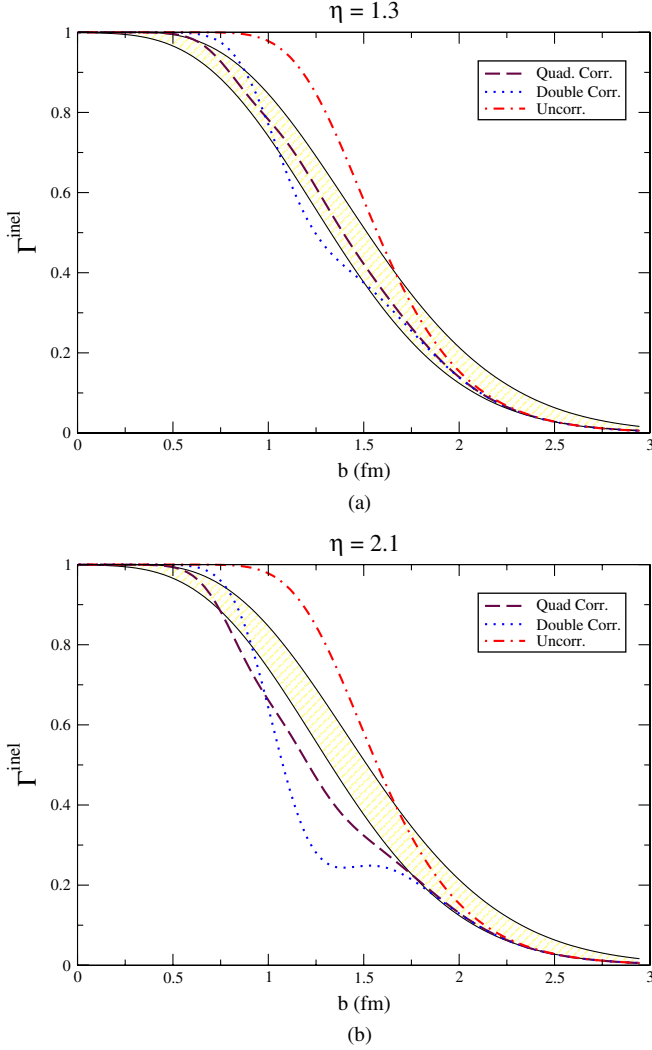 η = 1.3
1
0.8
0.6
0.4
0.2
0
Γ^inel
Quad. Corr.
Double Corr.
Uncorr.
0 0.5 1 1.5 2 2.5 3
b (fm)
(a)
η = 2.1
1
0.8
0.6
0.4
0.2
0
Γ^inel
Quad Corr.
Double Corr.
Uncorr.
0 0.5 1 1.5 2 2.5 3
b (fm)
(b)